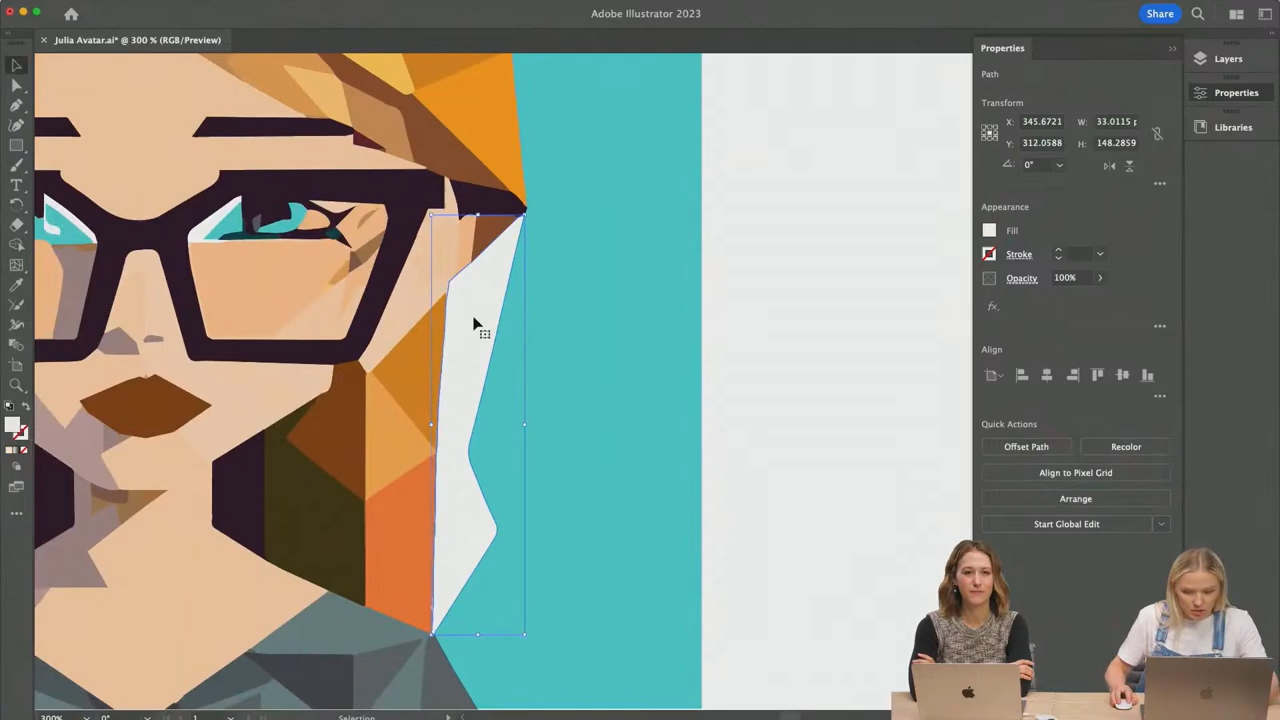 Adobe Illustrator 2023
Share
Julia Avatar.ai* @ 300 % (RGB/Preview)
Properties
Path
Transform
X: 345.6721 W: 33.0115 p
Y: 312.0588 H: 148.2859
0°
Appearance
Fill
Stroke
Opacity 100%
fx.
Align
Quick Actions
Offset Path Recolor
Align to Pixel Grid
Arrange
Start Global Edit
Layers
Properties
Libraries
300% 0° 1 Selection